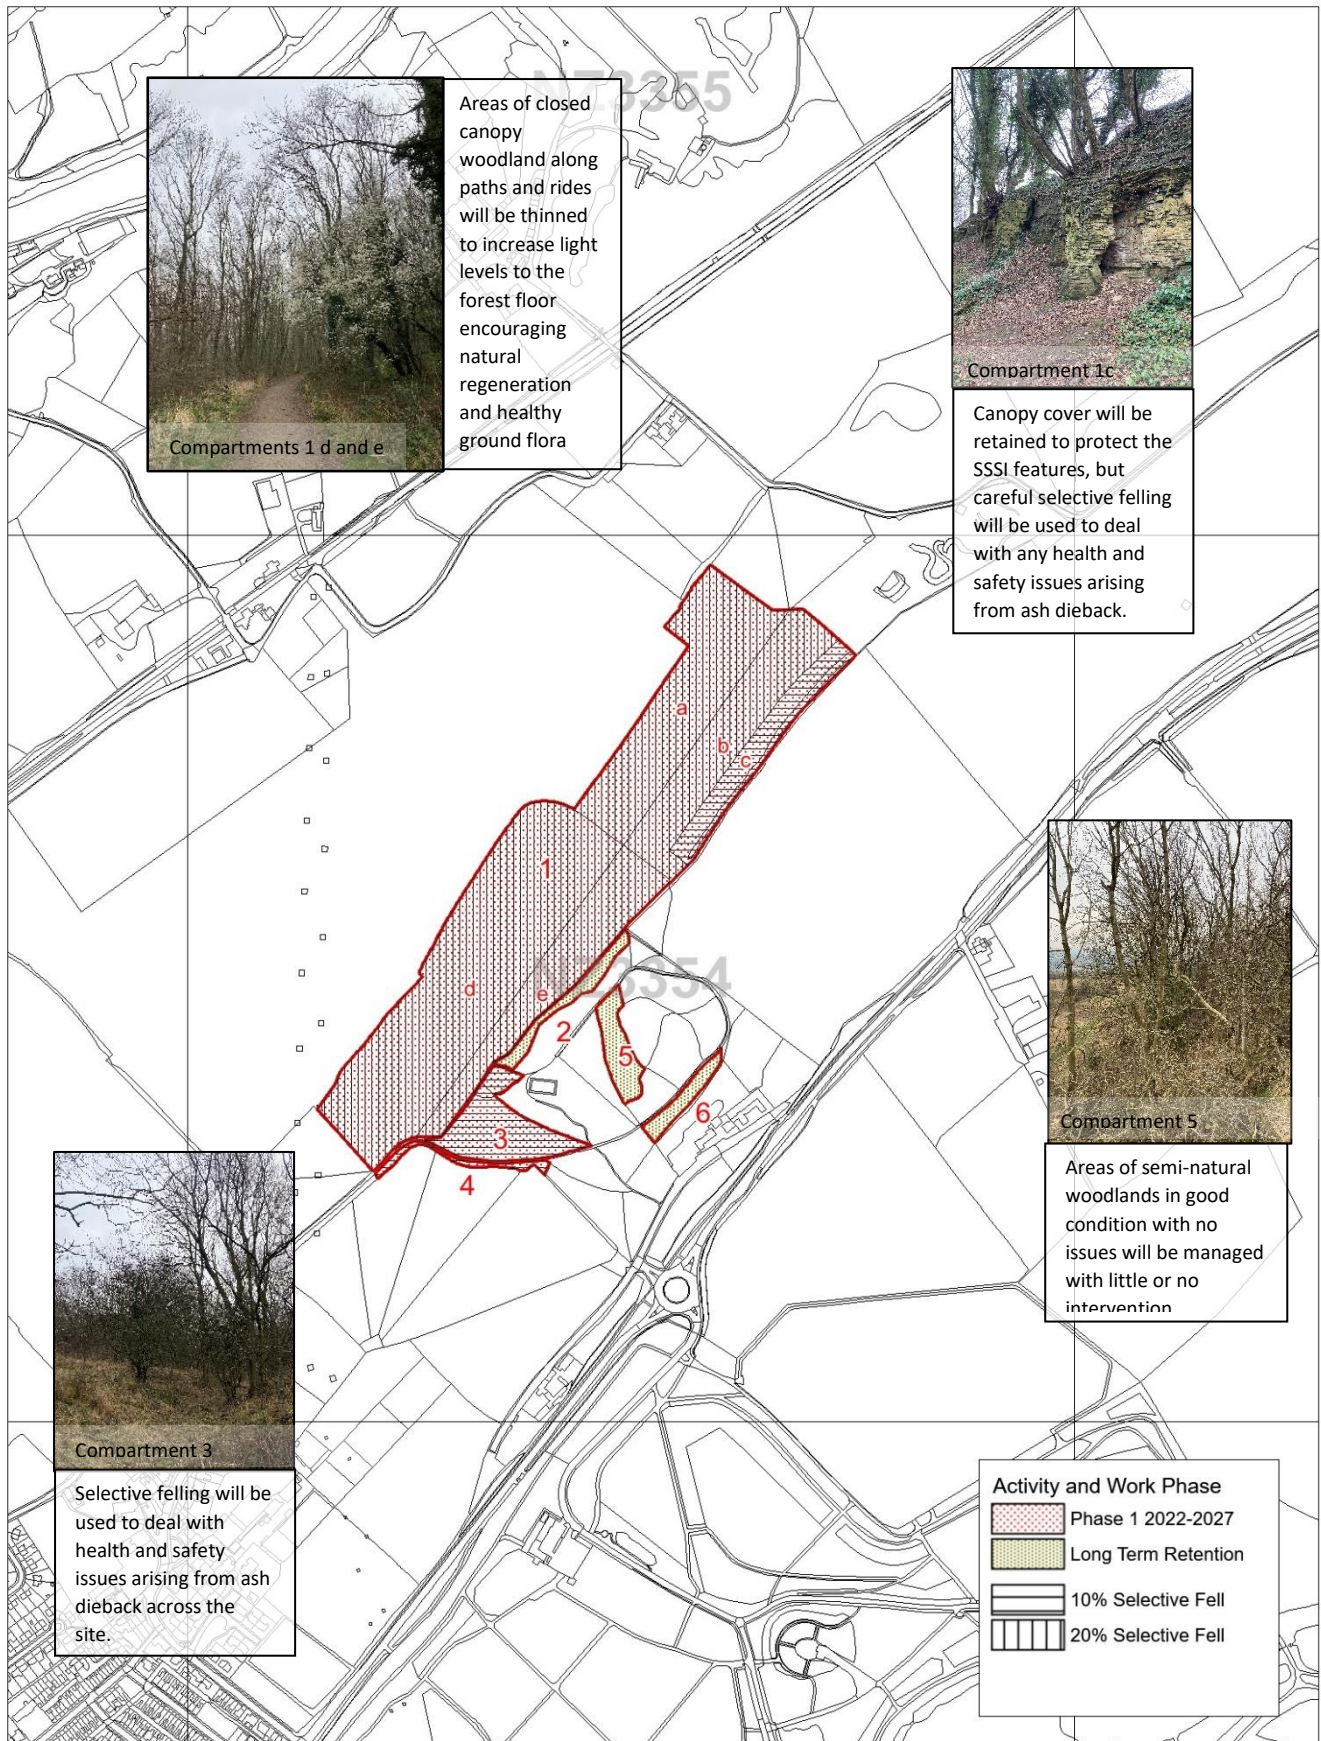 NZ3355
Areas of closed
canopy
woodland along
paths and rides
will be thinned
to increase light
levels to the
forest floor
encouraging
natural
regeneration
and healthy
ground flora
Compartments 1 d and e
Compartment 1c
Canopy cover will be
retained to protect the
SSSI features, but
careful selective felling
will be used to deal
with any health and
safety issues arising
from ash dieback.
a
b
c
1
d
e
NZ3354
2
5
6
3
4
Compartment 5
Areas of semi-natural
woodlands in good
condition with no
issues will be managed
with little or no
intervention
Compartment 3
Selective felling will be
used to deal with
health and safety
issues arising from ash
dieback across the
site.
Activity and Work Phase
Phase 1 2022-2027
Long Term Retention
10% Selective Fell
20% Selective Fell